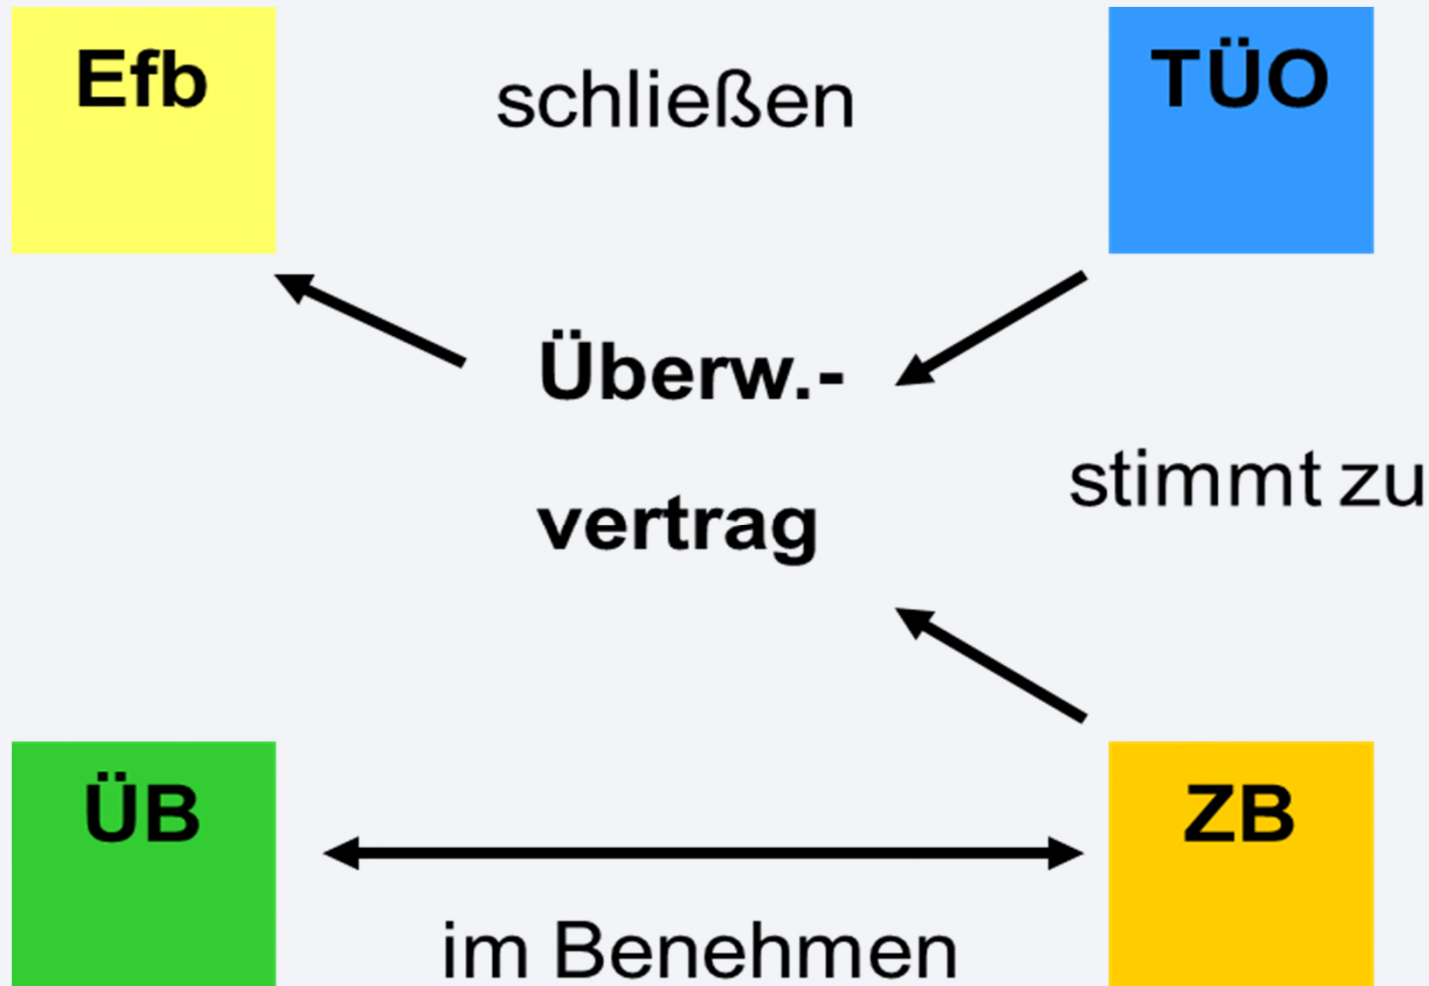 Efb
schließen
TÜO
Überw.-
vertrag
stimmt zu
ÜB
ZB
im Benehmen